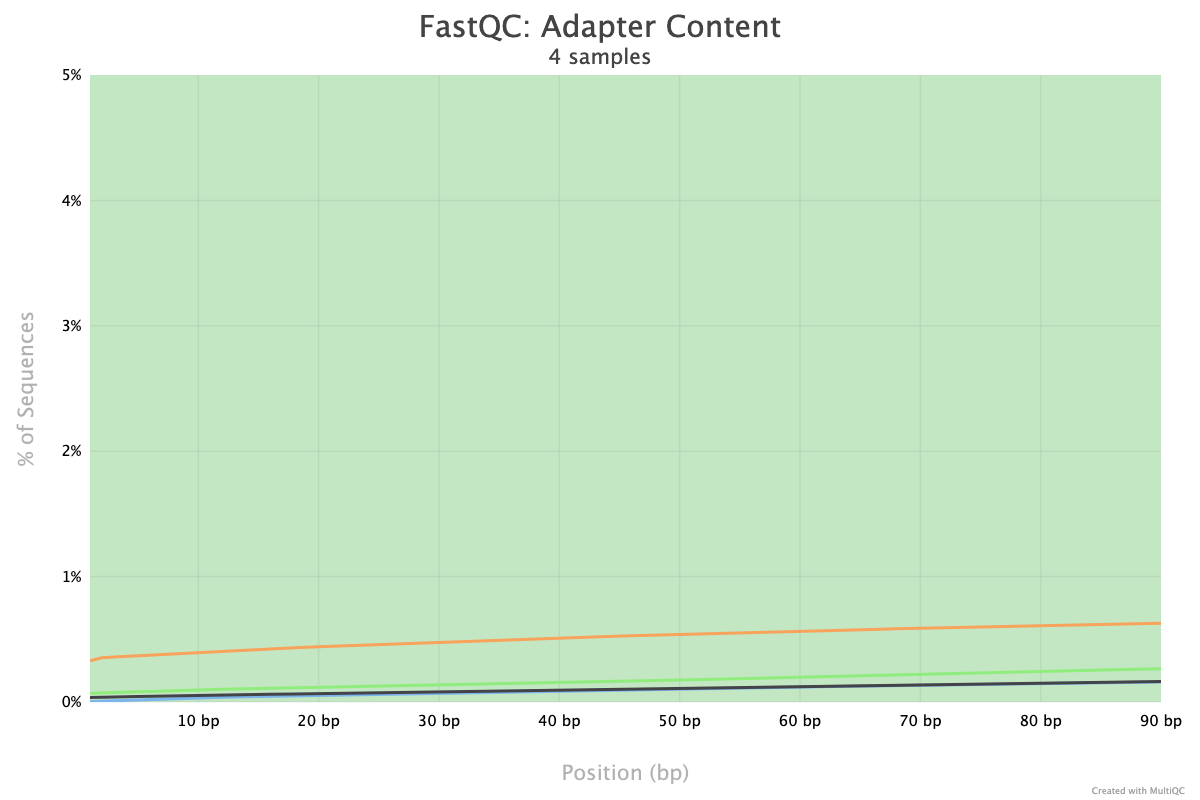 FastQC: Adapter Content
4 samples
5%
4%
3%
2%
1%
0%
% of Sequences
10 bp 20 bp 30 bp 40 bp 50 bp 60 bp 70 bp 80 bp 90 bp
Position (bp)
Created with MultiQC